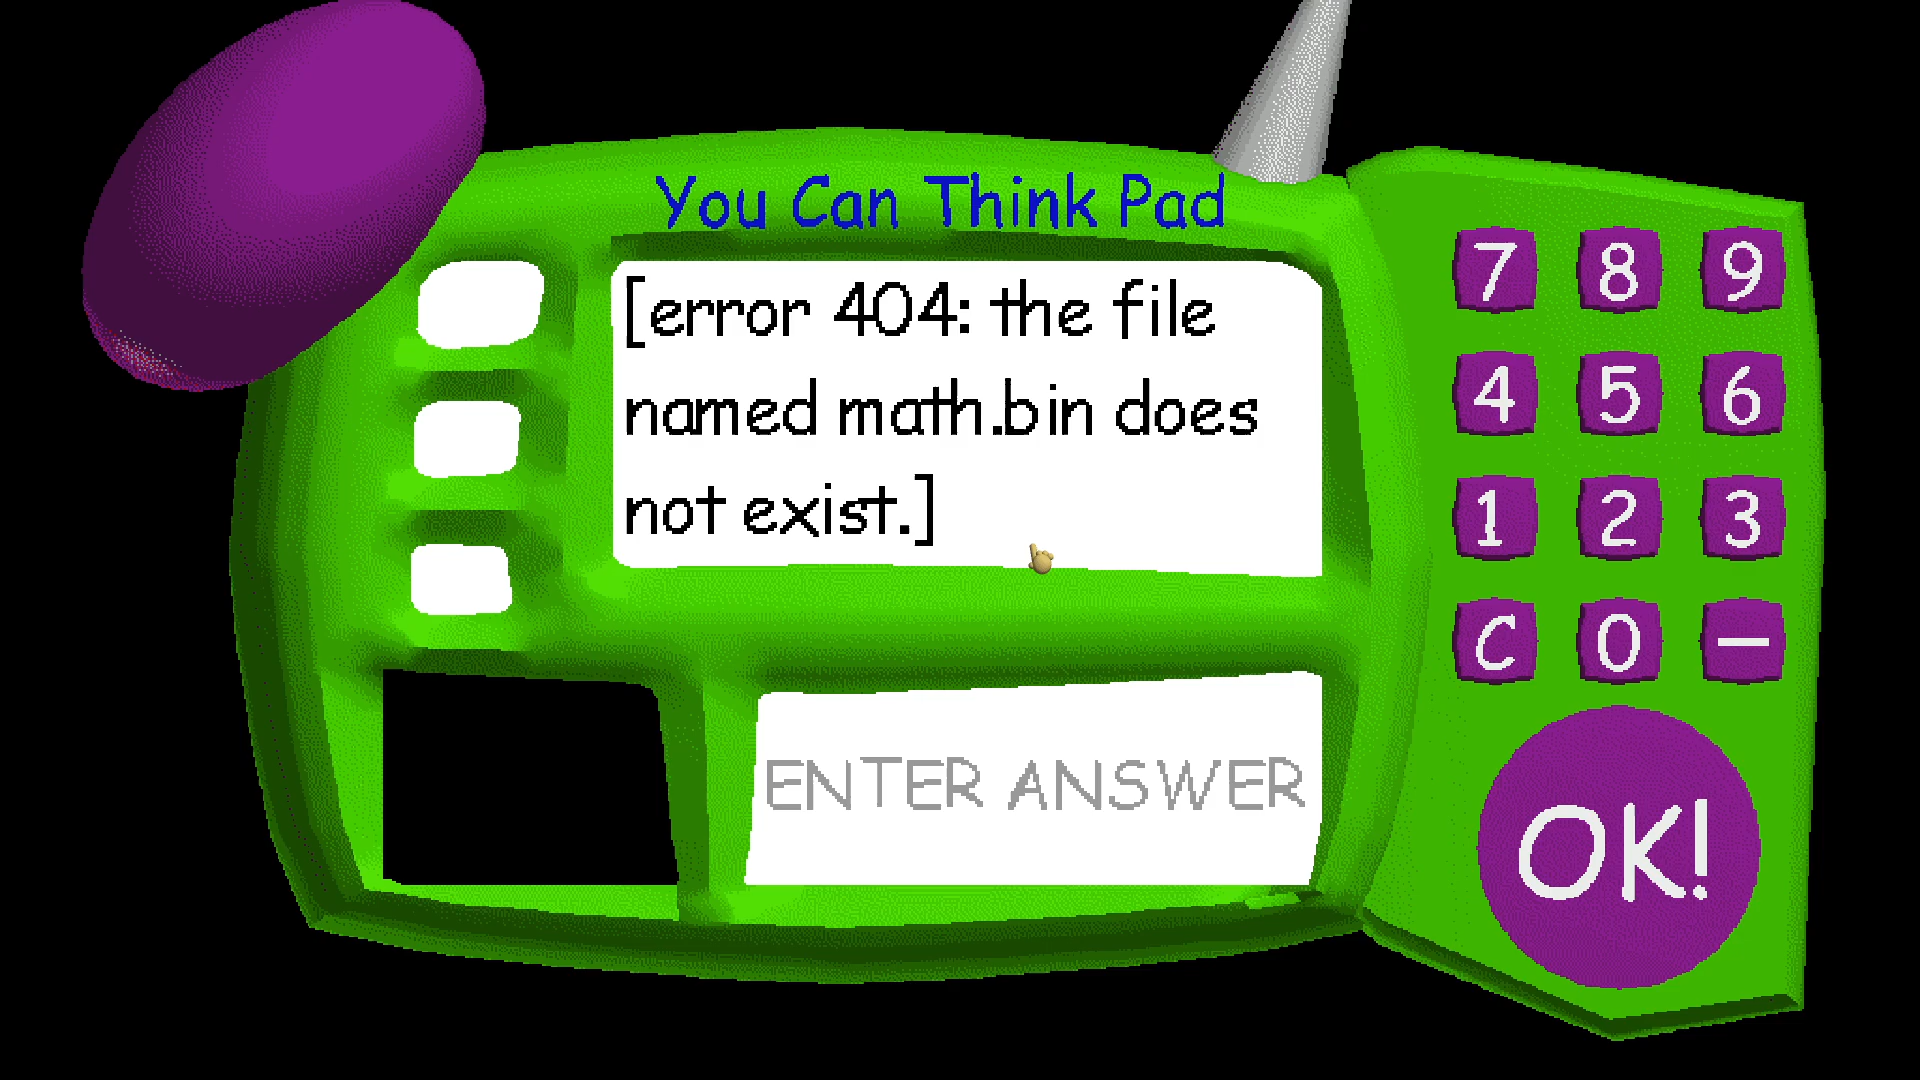 You Can Think Pad
[error 404: the file
named math.bin does
not exist.]
ENTER ANSWER
7 8 9
4 5 6
1 2 3
C 0 −
OK!